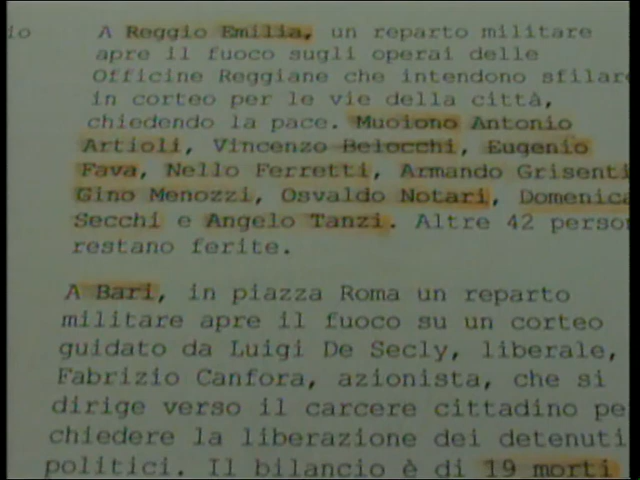 io
A Reggio Emilia, un reparto militare
apre il fuoco sugli operai delle
Officine Reggiane che intendono sfilare
in corteo per le vie della città,
chiedendo la pace. Muoiono Antonio
Artioli, Vincenzo Belocchi, Eugenio
Fava, Nello Ferretti, Armando Grisenti
Gino Menozzi, Osvaldo Notari, Domenica
Secchi e Angelo Tanzi. Altre 42 person
restano ferite.
A Bari, in piazza Roma un reparto
militare apre il fuoco su un corteo
guidato da Luigi De Secly, liberale,
Fabrizio Canfora, azionista, che si
dirige verso il carcere cittadino pe
chiedere la liberazione dei detenuti
politici. Il bilancio è di 19 morti